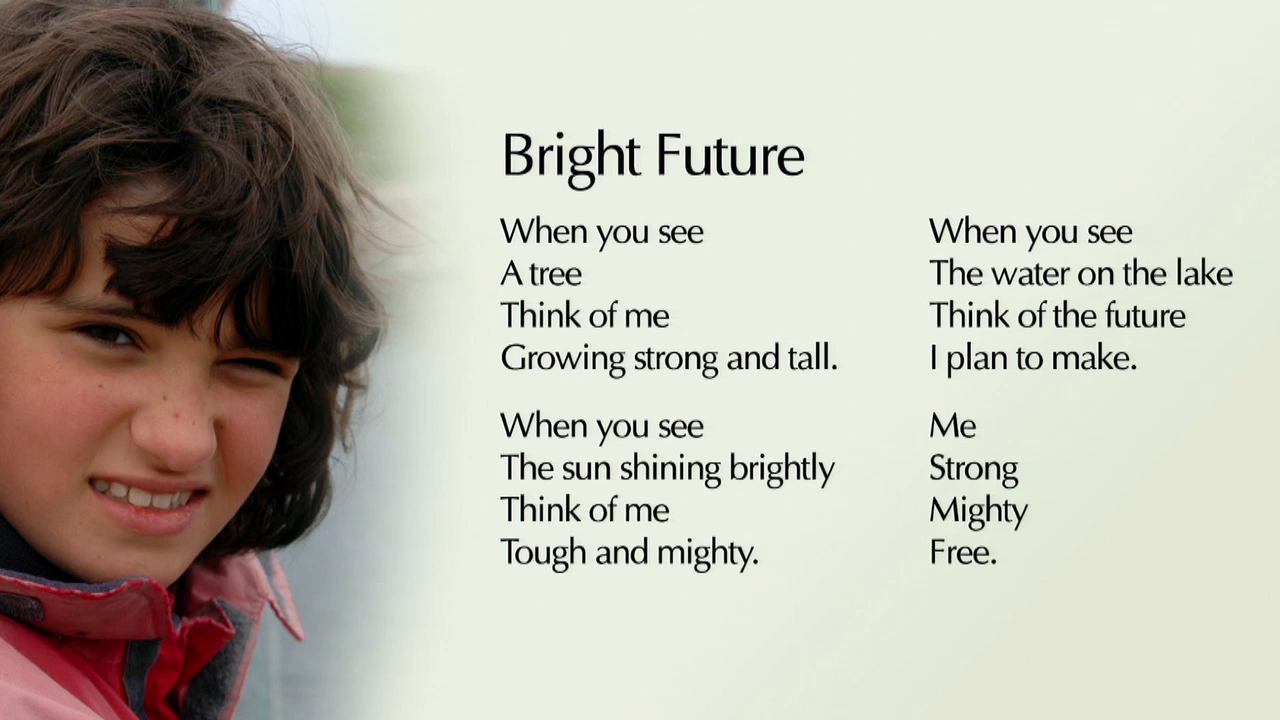 Bright Future
When you see
A tree
Think of me
Growing strong and tall.
When you see
The sun shining brightly
Think of me
Tough and mighty.
When you see
The water on the lake
Think of the future
I plan to make.
Me
Strong
Mighty
Free.